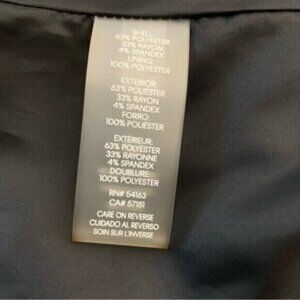 SHELL:
63% POLYESTER
33% RAYON
4% SPANDEX
LINING:
100% POLYESTER
EXTERIOR:
63% POLIÉSTER
33% RAYON
4% SPANDEX
FORRO:
100% POLIÉSTER
EXTÉRIEUR:
63% POLYESTER
33% RAYONNE
4% SPANDEX
DOUBLURE:
100% POLYESTER
RN# 54163
CA# 57151
CARE ON REVERSE
CUIDADO AL REVERSO
SOIN SUR L'INVERSE